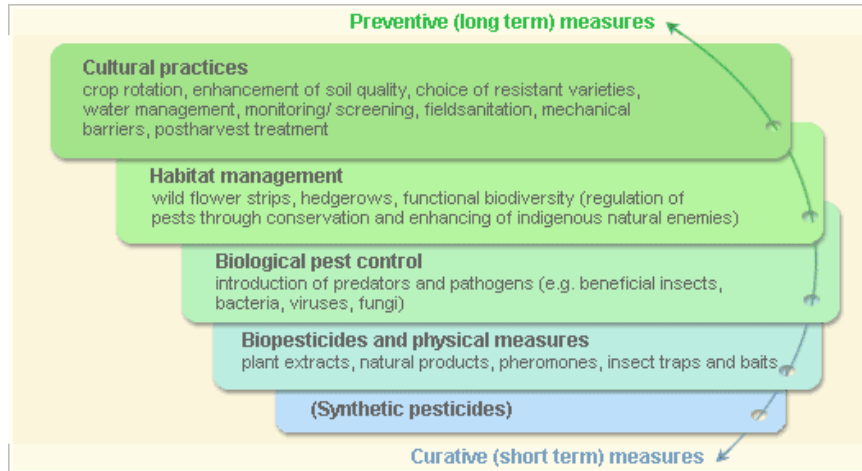 Preventive (long term) measures
Cultural practices
crop rotation, enhancement of soil quality, choice of resistant varieties,
water management, monitoring/ screening, fieldsanitation, mechanical
barriers, postharvest treatment
Habitat management
wild flower strips, hedgerows, functional biodiversity (regulation of
pests through conservation and enhancing of indigenous natural enemies)
Biological pest control
introduction of predators and pathogens (e.g. beneficial insects,
bacteria, viruses, fungi)
Biopesticides and physical measures
plant extracts, natural products, pheromones, insect traps and baits
(Synthetic pesticides)
Curative (short term) measures